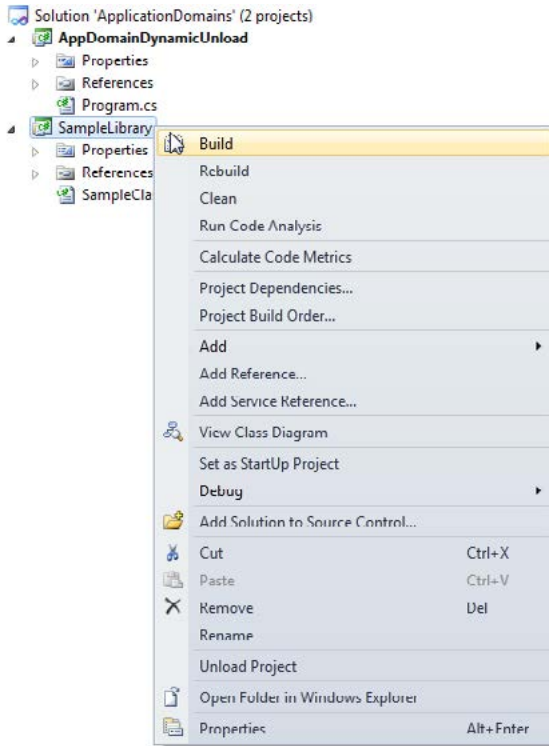 Solution 'ApplicationDomains' (2 projects)
AppDomainDynamicUnload
Properties
References
Program.cs
SampleLibrary
Properties
References
SampleCla
Build
Rebuild
Clean
Run Code Analysis
Calculate Code Metrics
Project Dependencies...
Project Build Order...
Add
Add Reference...
Add Service Reference...
View Class Diagram
Set as StartUp Project
Debug
Add Solution to Source Control...
Cut Ctrl+X
Paste Ctrl+V
Remove Del
Rename
Unload Project
Open Folder in Windows Explorer
Properties Alt+Enter